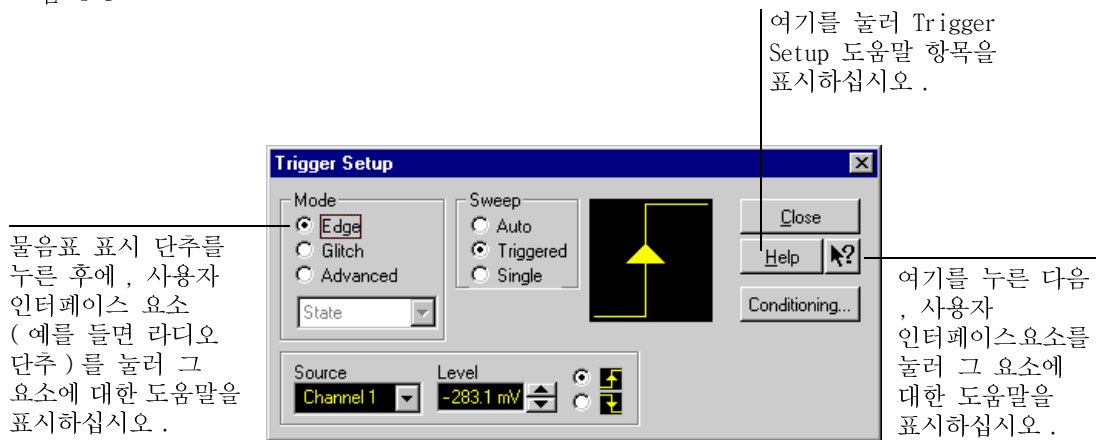 여기를 눌러 Trigger
Setup 도움말 항목을
표시하십시오 .
Trigger Setup
Mode
Edge
Glitch
Advanced
State
Sweep
Auto
Triggered
Single
Close
Help
Conditioning...
Source
Channel 1
Level
-283.1 mV
물음표 표시 단추를
누른 후에 , 사용자
인터페이스 요소
( 예를 들면 라디오
단추 ) 를 눌러 그
요소에 대한 도움말을
표시하십시오 .
여기를 누른 다음
, 사용자
인터페이스요소를
눌러 그 요소에
대한 도움말을
표시하십시오 .